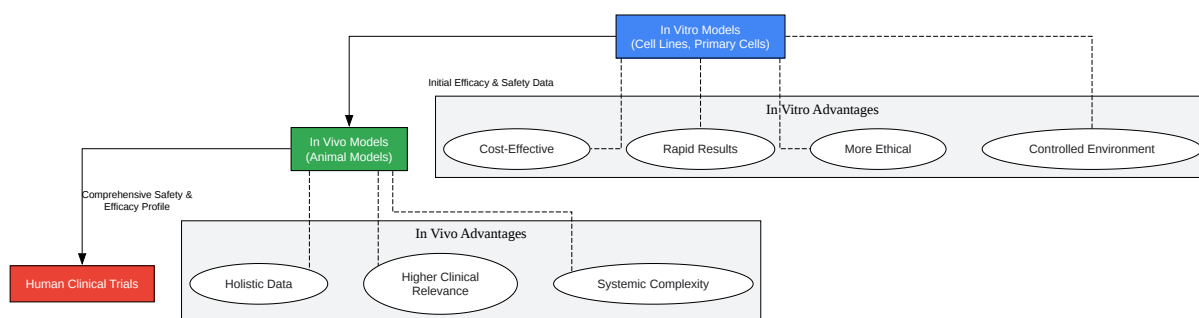 In Vitro Models
(Cell Lines, Primary Cells)
Initial Efficacy & Safety Data
In Vitro Advantages
Cost-Effective
Rapid Results
More Ethical
Controlled Environment
In Vivo Models
(Animal Models)
Comprehensive Safety &
Efficacy Profile
In Vivo Advantages
Holistic Data
Higher Clinical
Relevance
Systemic Complexity
Human Clinical Trials